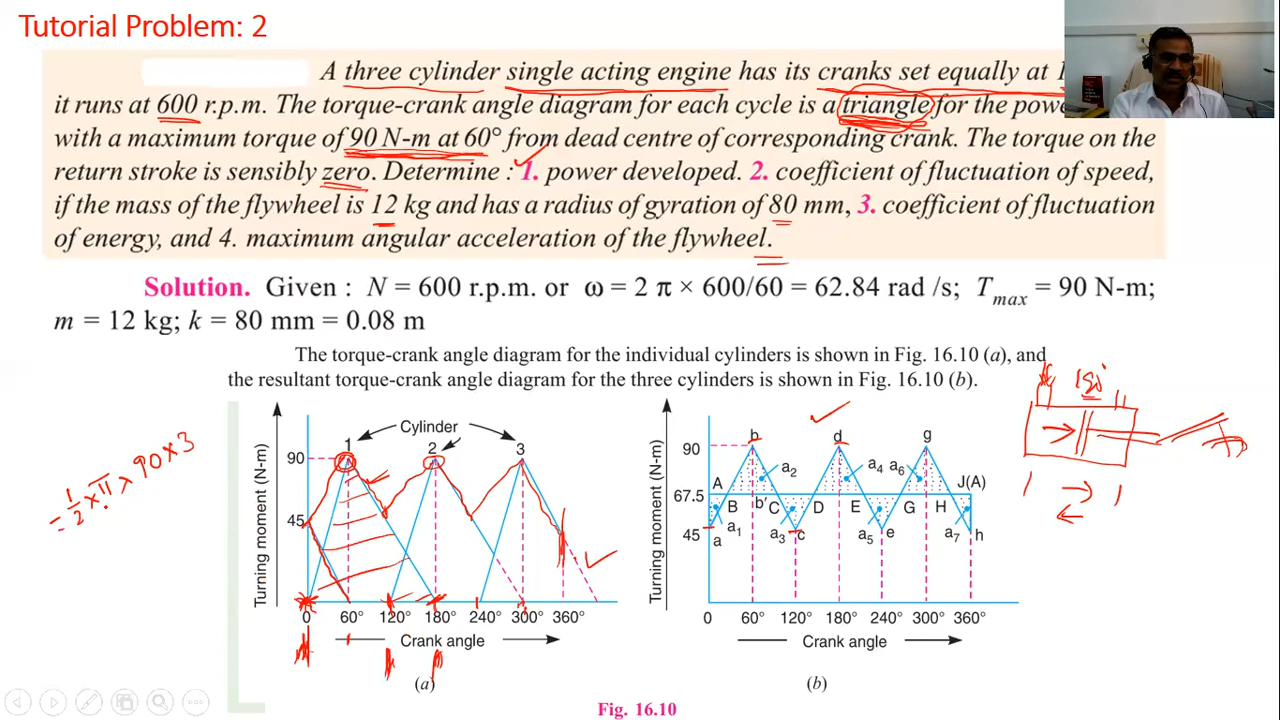 Tutorial Problem: 2
A three cylinder single acting engine has its cranks set equally at 1
it runs at 600 r.p.m. The torque-crank angle diagram for each cycle is a triangle for the pow
with a maximum torque of 90 N-m at 60° from dead centre of corresponding crank. The torque on the
return stroke is sensibly zero. Determine : 1. power developed. 2. coefficient of fluctuation of speed,
if the mass of the flywheel is 12 kg and has a radius of gyration of 80 mm, 3. coefficient of fluctuation
of energy, and 4. maximum angular acceleration of the flywheel.
Solution. Given : N = 600 r.p.m. or ω = 2 π × 600/60 = 62.84 rad /s; Tmax = 90 N-m;
m = 12 kg; k = 80 mm = 0.08 m
The torque-crank angle diagram for the individual cylinders is shown in Fig. 16.10 (a), and
the resultant torque-crank angle diagram for the three cylinders is shown in Fig. 16.10 (b).
= 1/2 × π × 90 × 3
Turning moment (N-m)
90
45
Cylinder
1 2 3
0° 60° 120° 180° 240° 300° 360°
Crank angle
(a)
Turning moment (N-m)
90
67.5
45
b d g
a2 a4 a6
A J(A)
B b' C D E G H
a a1 a3 c a5 e a7 h
0 60° 120° 180° 240° 300° 360°
Crank angle
(b)
180°
Fig. 16.10